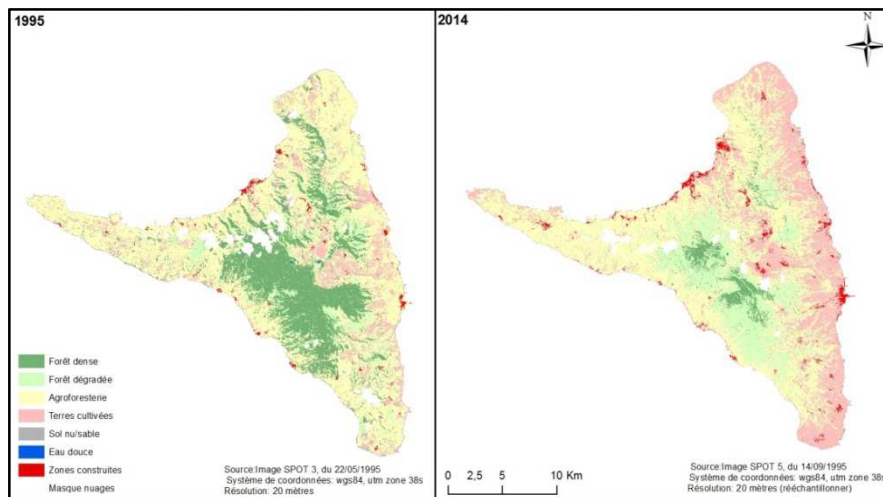 1995
2014
N
Forêt dense
Forêt dégradée
Agroforesterie
Terres cultivées
Sol nu/sable
Eau douce
Zones construites
Masque nuages
Source:Image SPOT 3, du 22/05/1995
Système de coordonnées: wgs84, utm zone 38s
Résolution: 20 mètres
0 2,5 5 10 Km
Source:Image SPOT 5, du 14/09/1995
Système de coordonnées: wgs84, utm zone 38s
Résolution: 20 mètres (rééchantillonner)